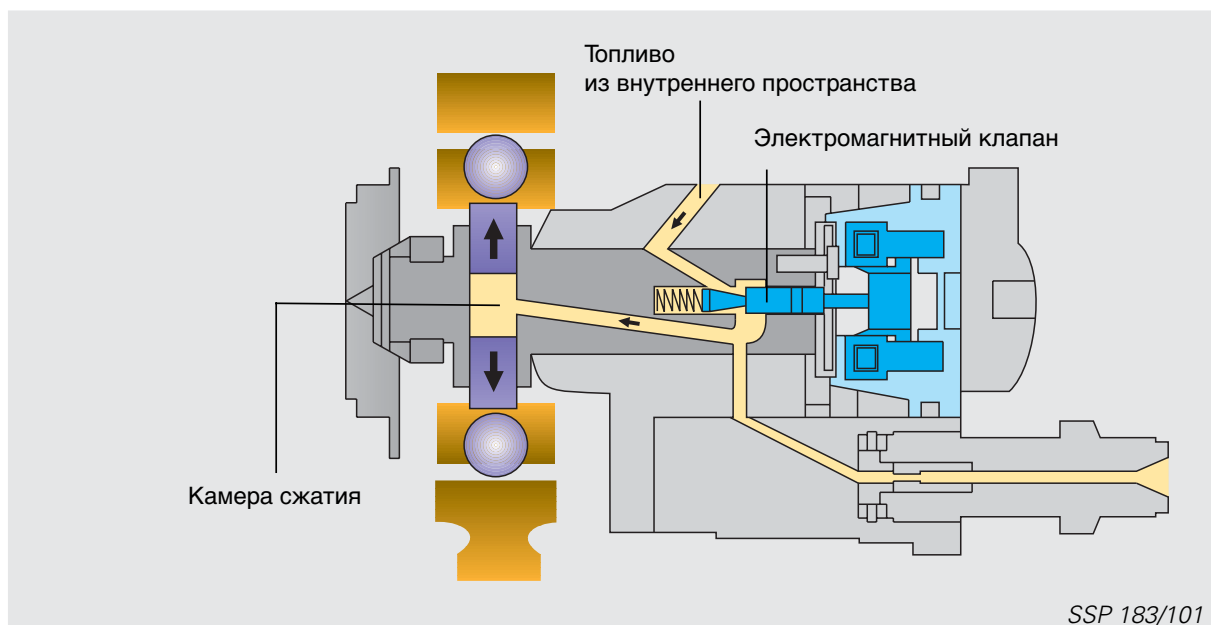 Топливо
из внутреннего пространства
Электромагнитный клапан
Камера сжатия
SSP 183/101